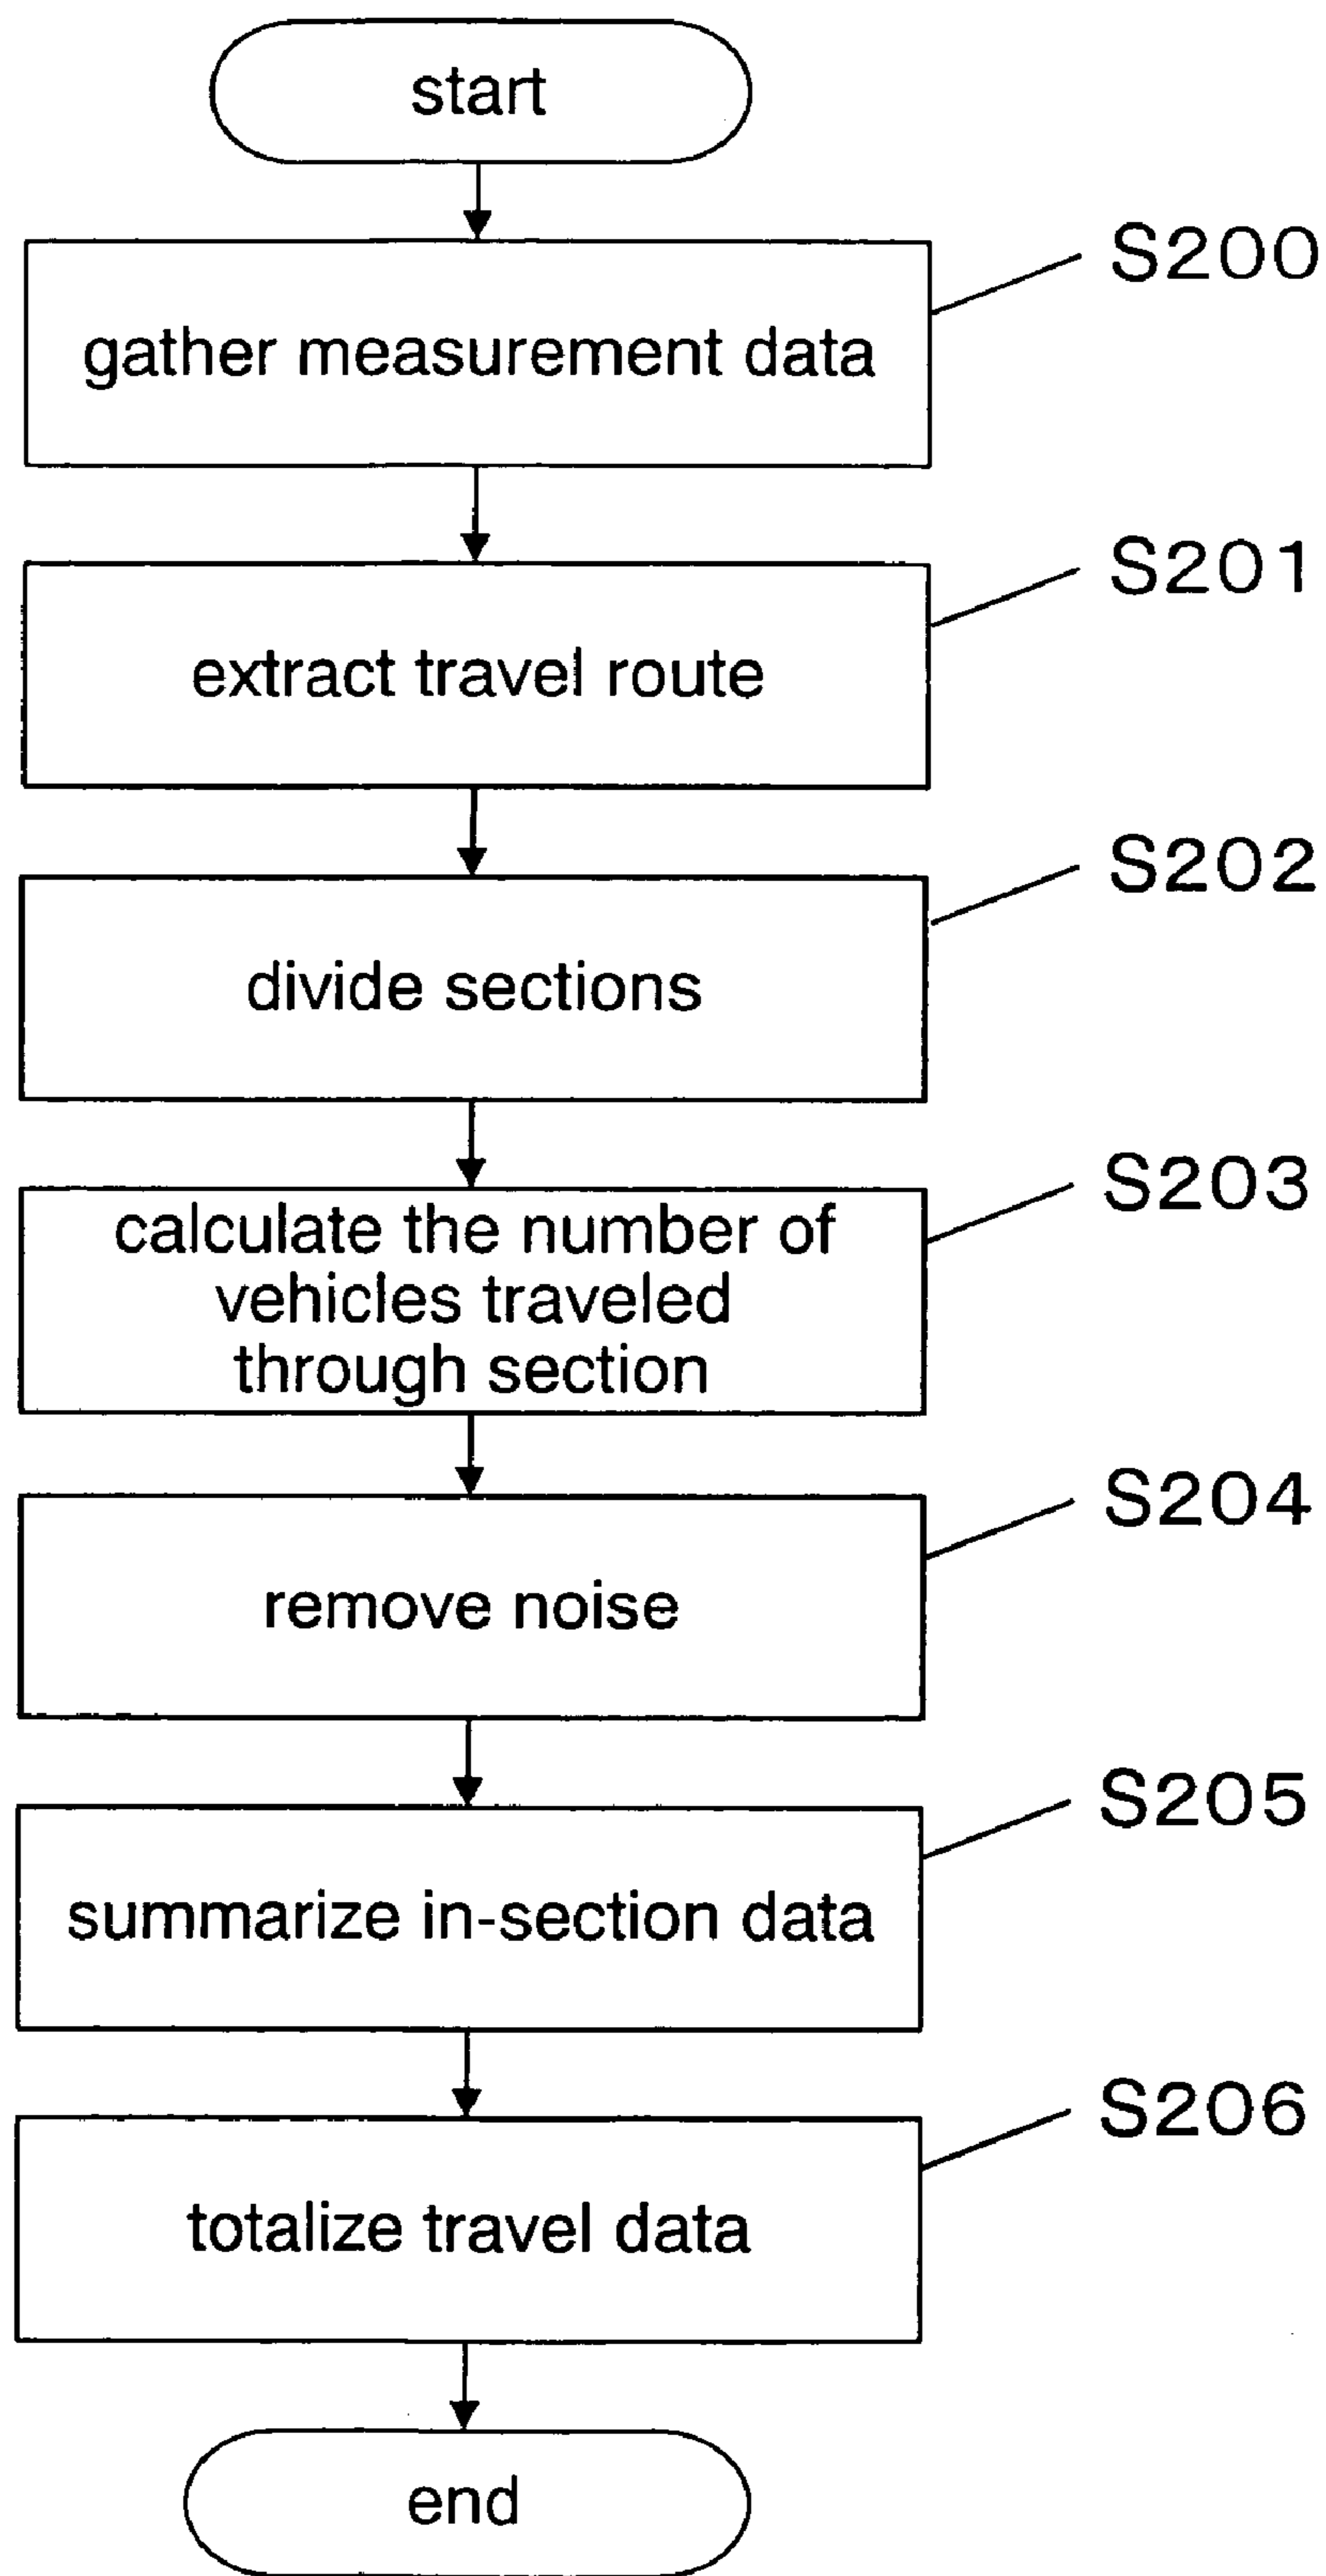 start
gather measurement data
S200
extract travel route
S201
divide sections
S202
calculate the number of
vehicles traveled
through section
S203
remove noise
S204
summarize in-section data
S205
totalize travel data
S206
end